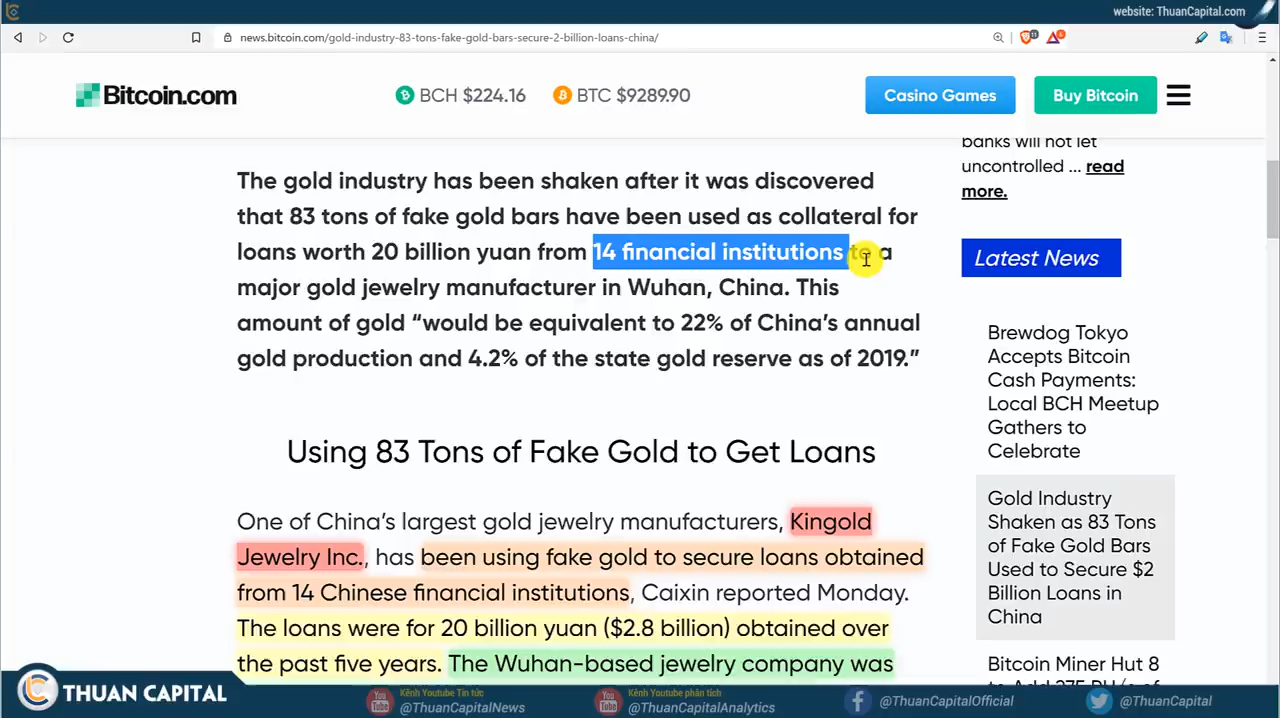 website: ThuanCapital.com
news.bitcoin.com/gold-industry-83-tons-fake-gold-bars-secure-2-billion-loans-china/
Bitcoin.com
BCH $224.16
BTC $9289.90
Casino Games
Buy Bitcoin
The gold industry has been shaken after it was discovered
that 83 tons of fake gold bars have been used as collateral for
loans worth 20 billion yuan from 14 financial institutions to a
major gold jewelry manufacturer in Wuhan, China. This
amount of gold “would be equivalent to 22% of China’s annual
gold production and 4.2% of the state gold reserve as of 2019.”
Using 83 Tons of Fake Gold to Get Loans
One of China’s largest gold jewelry manufacturers, Kingold
Jewelry Inc., has been using fake gold to secure loans obtained
from 14 Chinese financial institutions, Caixin reported Monday.
The loans were for 20 billion yuan ($2.8 billion) obtained over
the past five years. The Wuhan-based jewelry company was
banks will not let
uncontrolled ... read
more.
Latest News
Brewdog Tokyo
Accepts Bitcoin
Cash Payments:
Local BCH Meetup
Gathers to
Celebrate
Gold Industry
Shaken as 83 Tons
of Fake Gold Bars
Used to Secure $2
Billion Loans in
China
Bitcoin Miner Hut 8
THUAN CAPITAL
You Tube
Kênh Youtube Tin tức
@ThuanCapitalNews
You Tube
Kênh Youtube phân tích
@ThuanCapitalAnalytics
@ThuanCapitalOfficial
@ThuanCapital